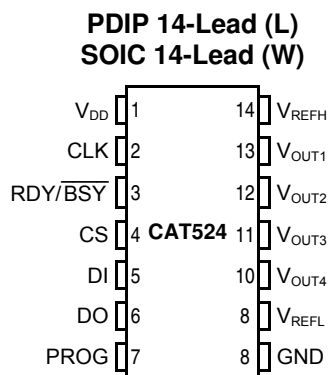 PDIP 14-Lead (L)
SOIC 14-Lead (W)
VDD 1 14 VREFH
CLK 2 13 VOUT1
RDY/BSY 3 12 VOUT2
CS 4 CAT524 11 VOUT3
DI 5 10 VOUT4
DO 6 8 VREFL
PROG 7 8 GND